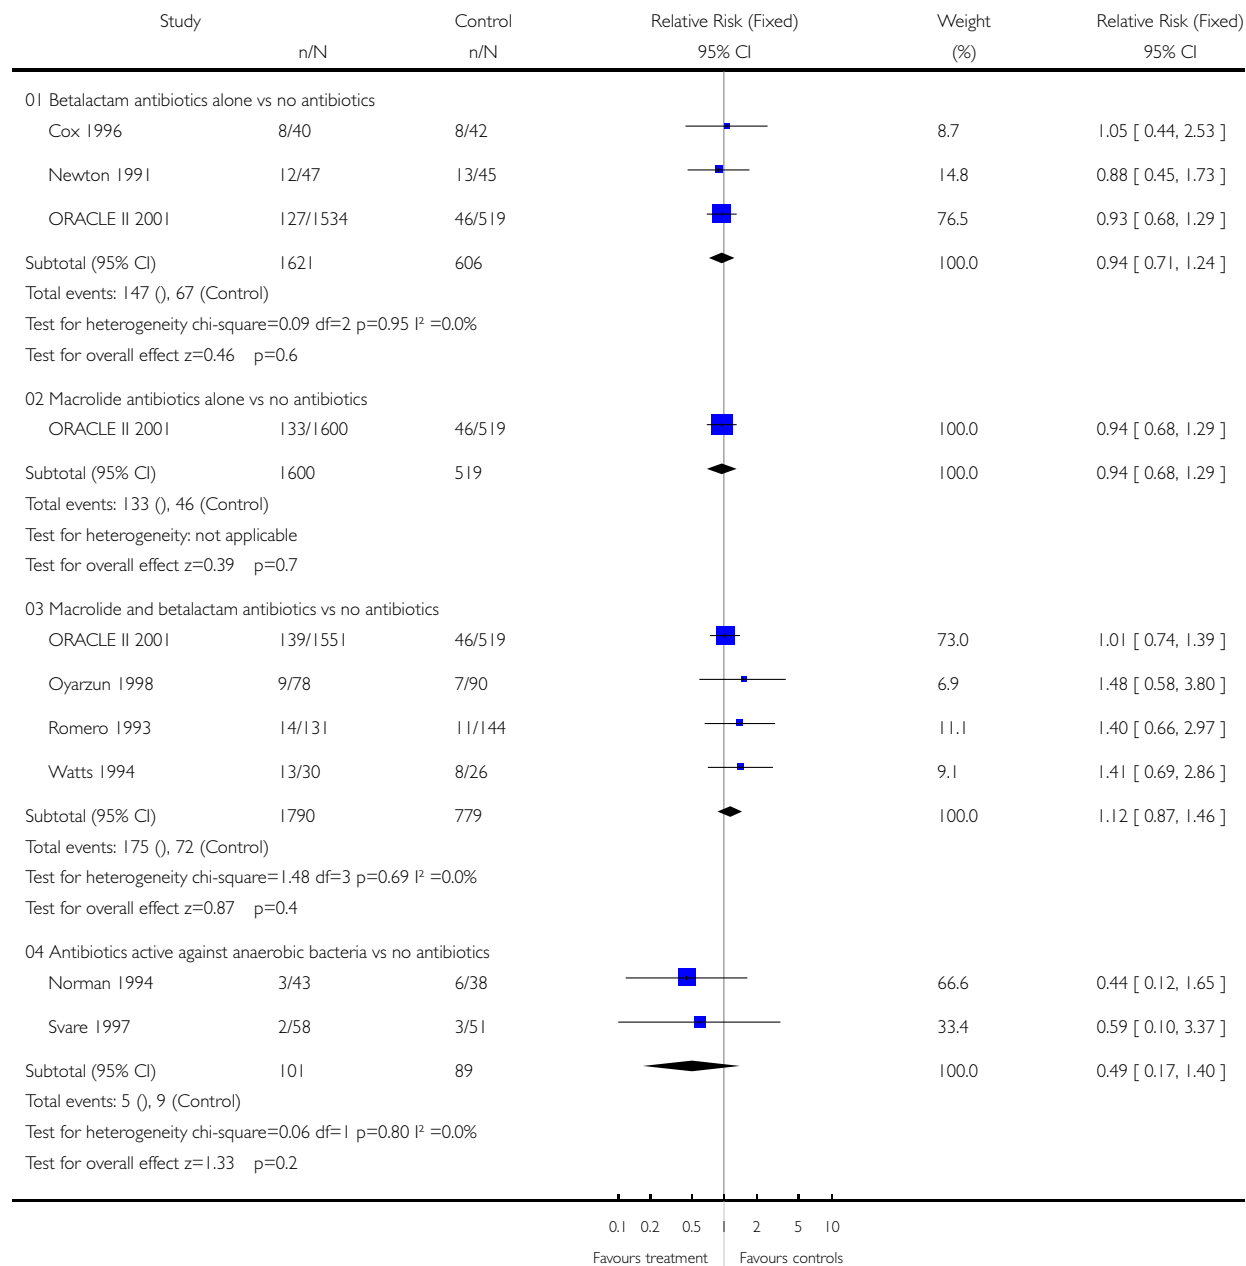 Study Control Relative Risk (Fixed) Weight Relative Risk (Fixed)
n/N n/N 95% CI (%) 95% CI
01 Betalactam antibiotics alone vs no antibiotics
Cox 1996 8/40 8/42 8.7 1.05 [ 0.44, 2.53 ]
Newton 1991 12/47 13/45 14.8 0.88 [ 0.45, 1.73 ]
ORACLE II 2001 127/1534 46/519 76.5 0.93 [ 0.68, 1.29 ]
Subtotal (95% CI) 1621 606 100.0 0.94 [ 0.71, 1.24 ]
Total events: 147 (), 67 (Control)
Test for heterogeneity chi-square=0.09 df=2 p=0.95 I² =0.0%
Test for overall effect z=0.46 p=0.6
02 Macrolide antibiotics alone vs no antibiotics
ORACLE II 2001 133/1600 46/519 100.0 0.94 [ 0.68, 1.29 ]
Subtotal (95% CI) 1600 519 100.0 0.94 [ 0.68, 1.29 ]
Total events: 133 (), 46 (Control)
Test for heterogeneity: not applicable
Test for overall effect z=0.39 p=0.7
03 Macrolide and betalactam antibiotics vs no antibiotics
ORACLE II 2001 139/1551 46/519 73.0 1.01 [ 0.74, 1.39 ]
Oyarzun 1998 9/78 7/90 6.9 1.48 [ 0.58, 3.80 ]
Romero 1993 14/131 11/144 11.1 1.40 [ 0.66, 2.97 ]
Watts 1994 13/30 8/26 9.1 1.41 [ 0.69, 2.86 ]
Subtotal (95% CI) 1790 779 100.0 1.12 [ 0.87, 1.46 ]
Total events: 175 (), 72 (Control)
Test for heterogeneity chi-square=1.48 df=3 p=0.69 I² =0.0%
Test for overall effect z=0.87 p=0.4
04 Antibiotics active against anaerobic bacteria vs no antibiotics
Norman 1994 3/43 6/38 66.6 0.44 [ 0.12, 1.65 ]
Svare 1997 2/58 3/51 33.4 0.59 [ 0.10, 3.37 ]
Subtotal (95% CI) 101 89 100.0 0.49 [ 0.17, 1.40 ]
Total events: 5 (), 9 (Control)
Test for heterogeneity chi-square=0.06 df=1 p=0.80 I² =0.0%
Test for overall effect z=1.33 p=0.2
0.1 0.2 0.5 1 2 5 10
Favours treatment Favours controls